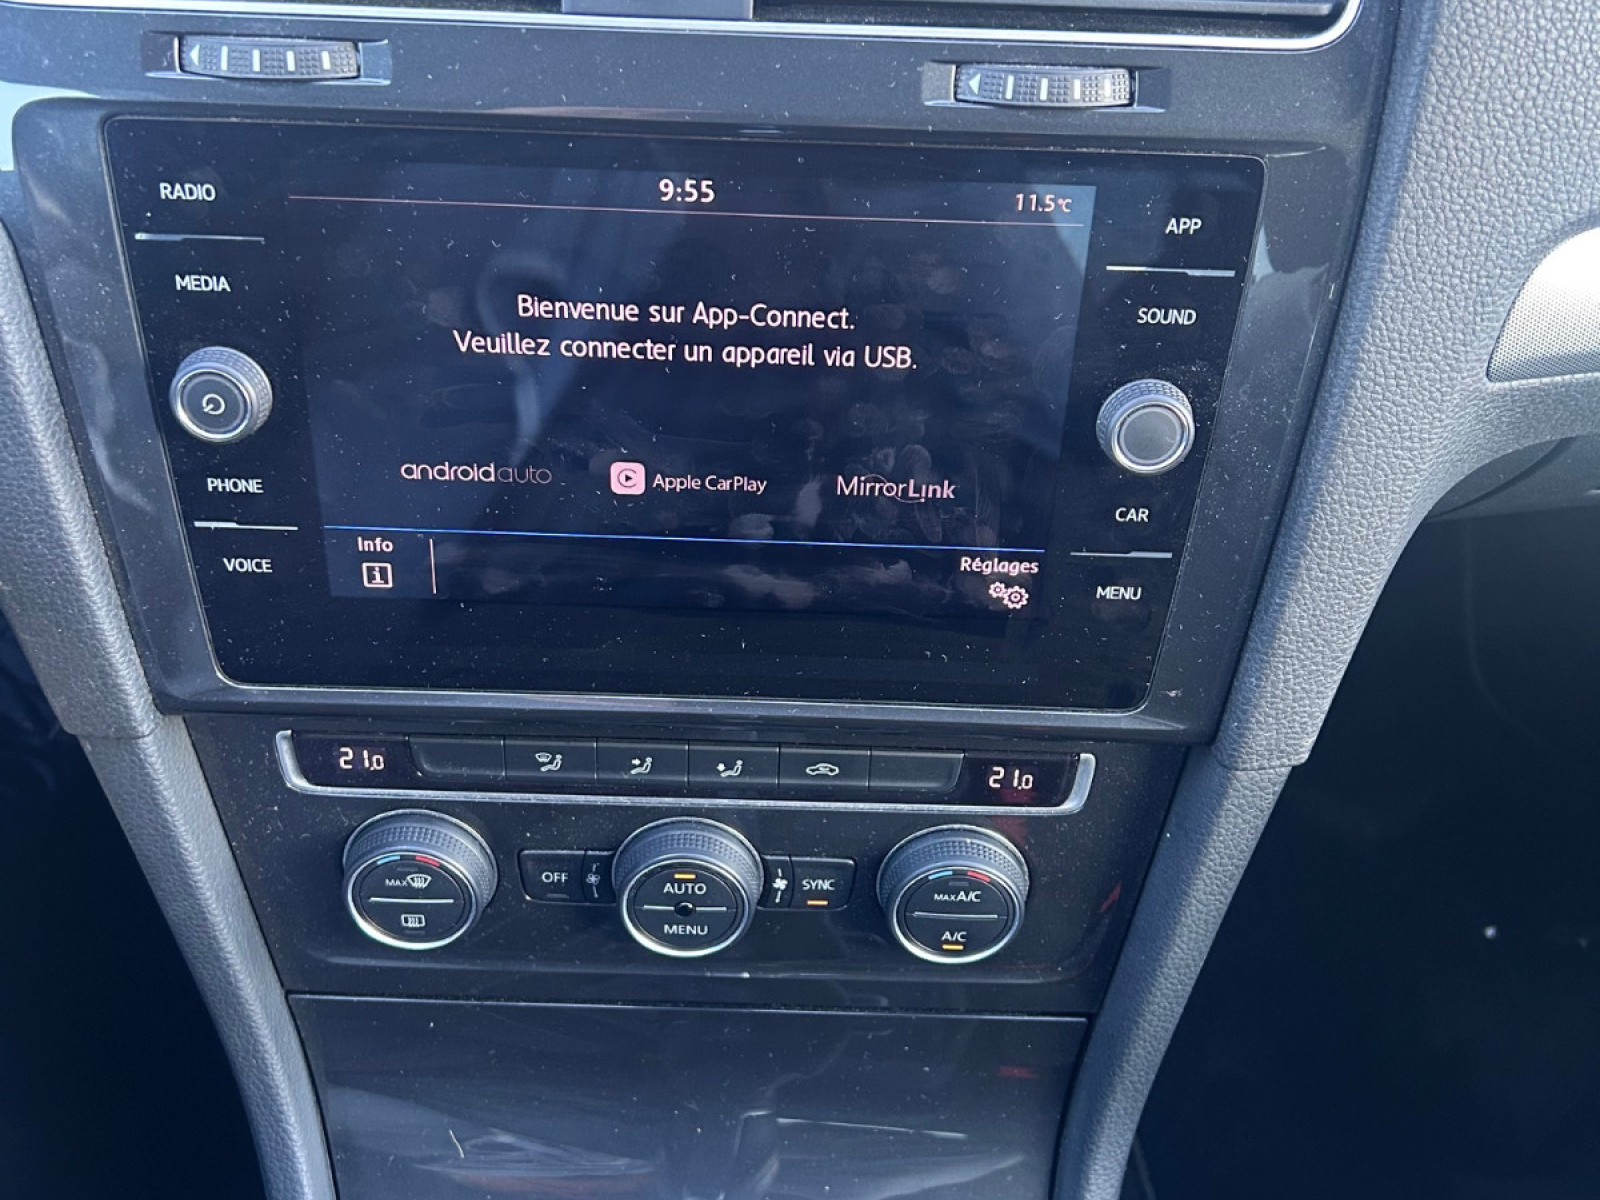 RADIO
MEDIA
PHONE
VOICE
9:55
11.5°C
Bienvenue sur App-Connect.
Veuillez connecter un appareil via USB.
androidauto
Apple CarPlay
MirrorLink
Info
i
Réglages
APP
SOUND
CAR
MENU
21.0
21.0
MAX
OFF
AUTO
MENU
SYNC
MAX A/C
A/C